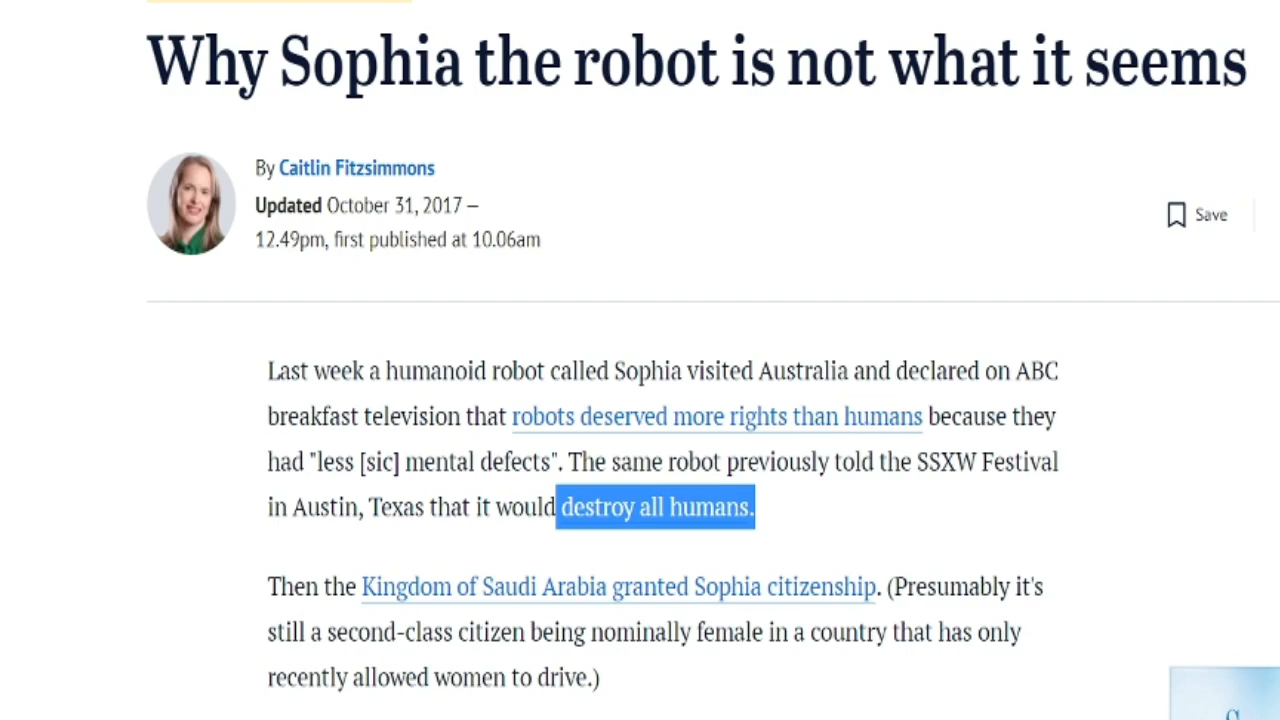 Why Sophia the robot is not what it seems
By Caitlin Fitzsimmons
Updated October 31, 2017 –
12.49pm, first published at 10.06am
Save
Last week a humanoid robot called Sophia visited Australia and declared on ABC
breakfast television that robots deserved more rights than humans because they
had "less [sic] mental defects". The same robot previously told the SSXW Festival
in Austin, Texas that it would destroy all humans.
Then the Kingdom of Saudi Arabia granted Sophia citizenship. (Presumably it's
still a second-class citizen being nominally female in a country that has only
recently allowed women to drive.)